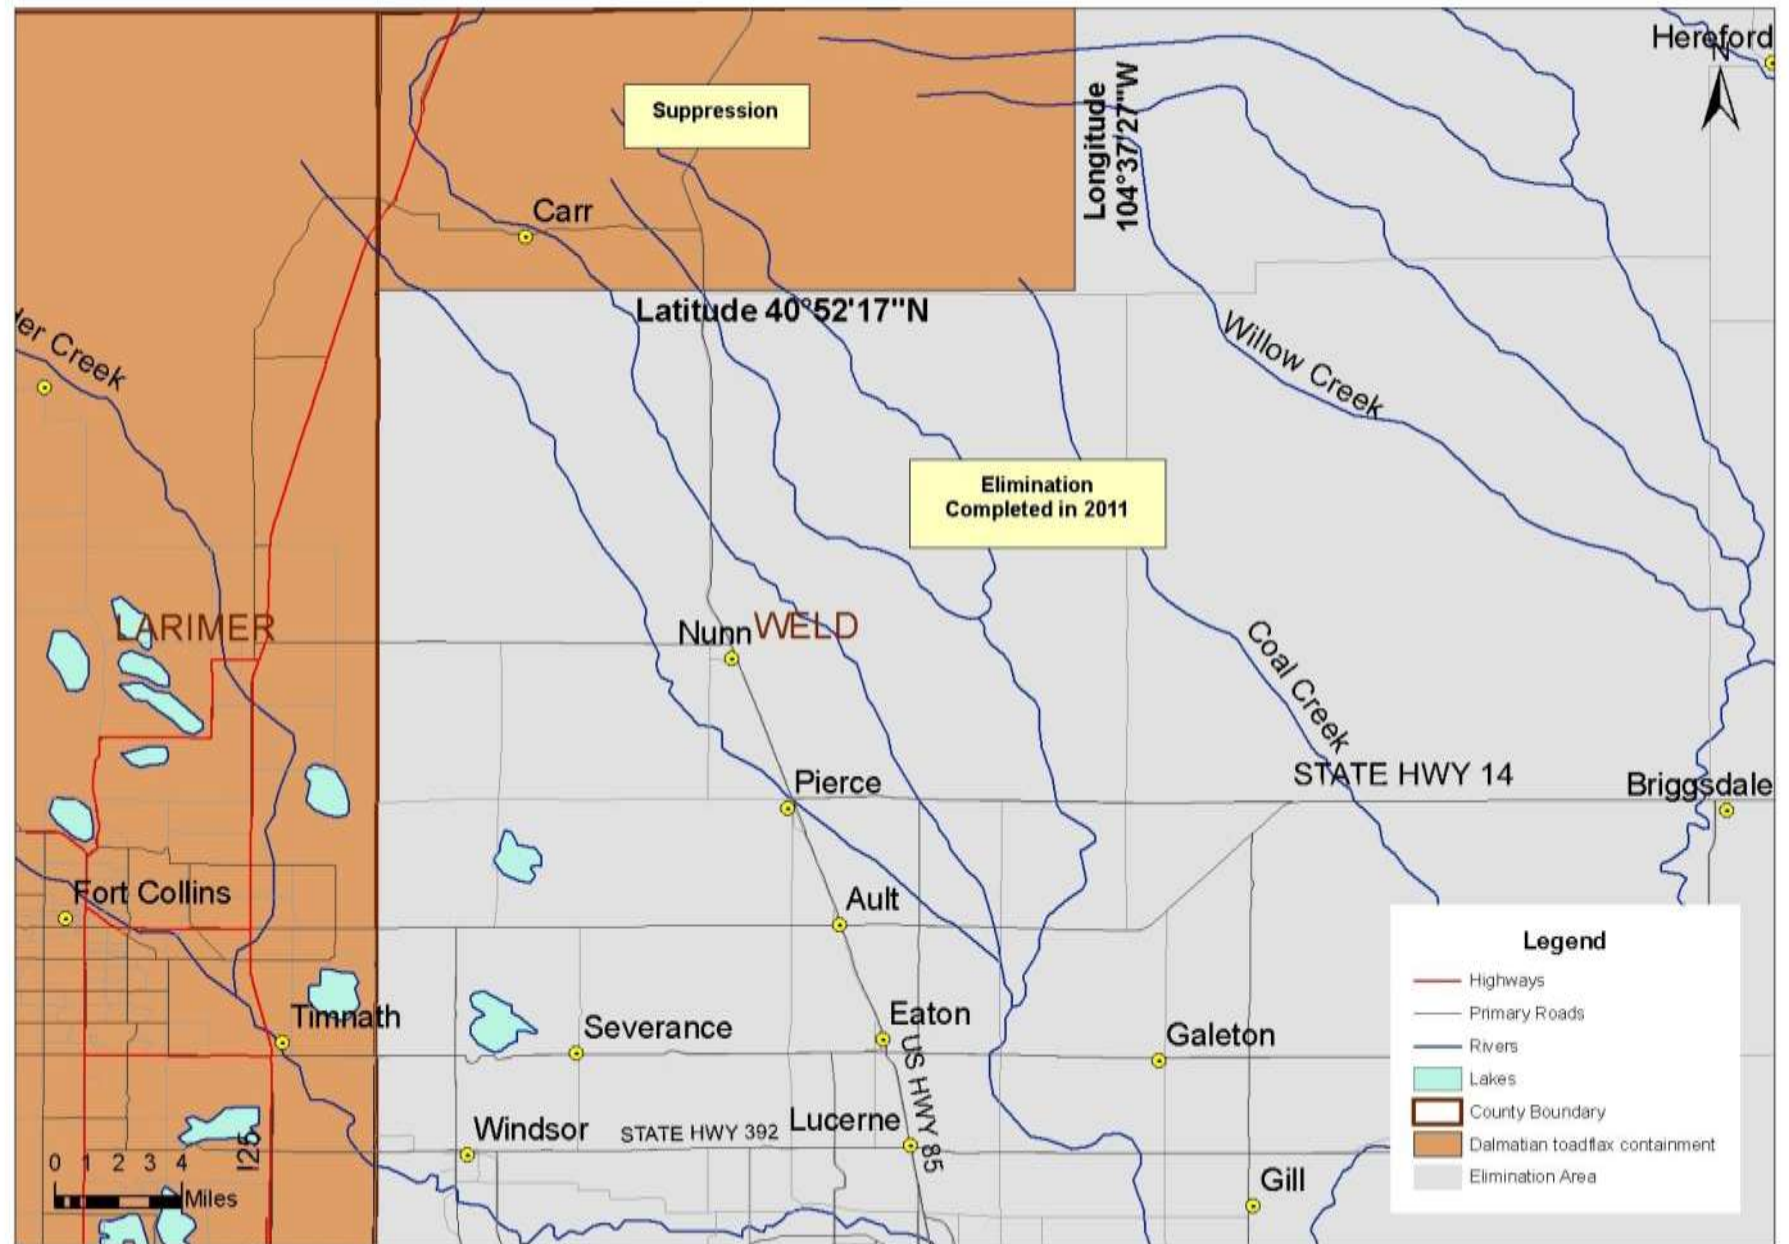 Hereford
N
Suppression
Longitude
104°37'27"W
Carr
Latitude 40°52'17"N
der Creek
Willow Creek
Elimination
Completed in 2011
LARIMER
Nunn
WELD
Coal Creek
Pierce
STATE HWY 14
Briggsdale
Fort Collins
Ault
Timnath
Severance
Eaton
Galeton
US HWY 85
Windsor
STATE HWY 392
Lucerne
I25
Gill
0 1 2 3 4
Miles
Legend
Highways
Primary Roads
Rivers
Lakes
County Boundary
Dalmatian toadflax containment
Elimination Area